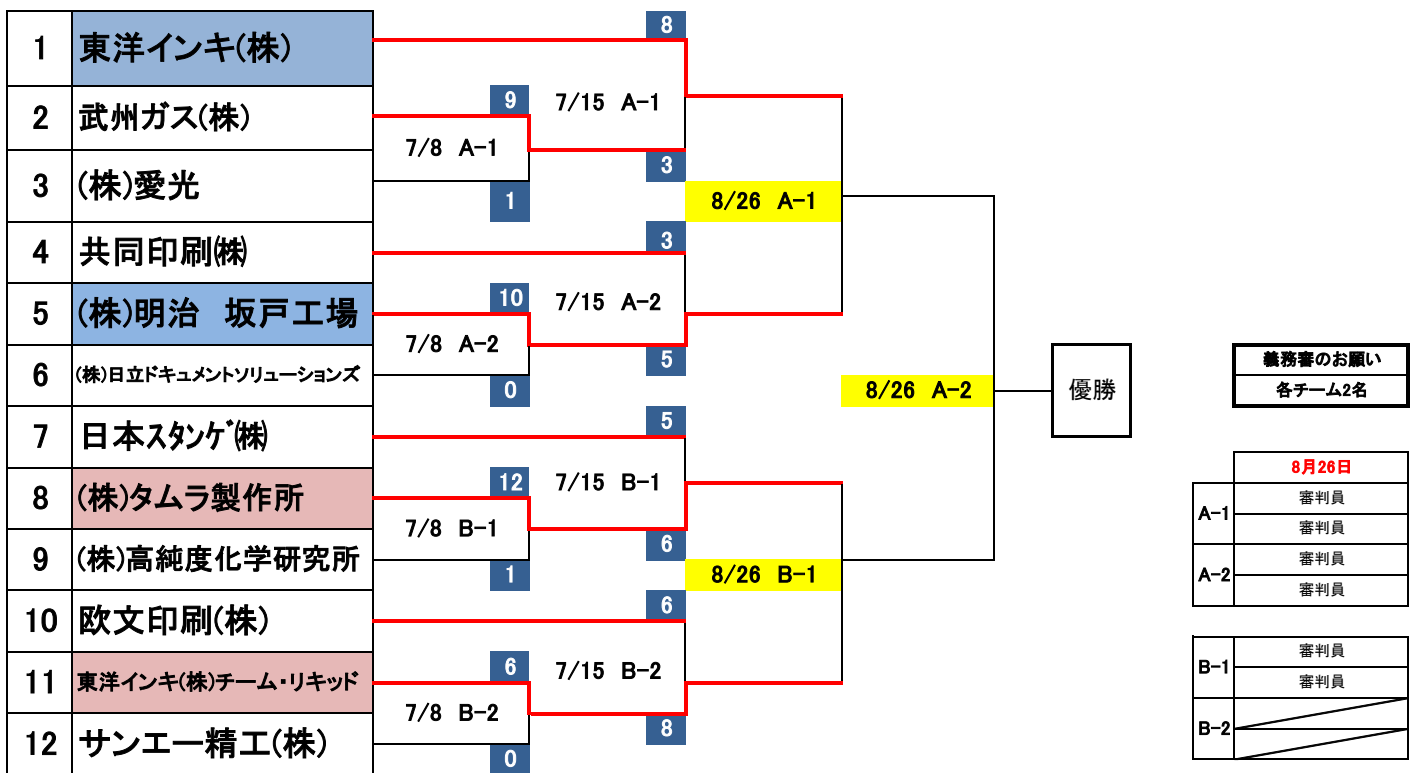 8
1 東洋インキ(株)
9 7/15 A-1
2 武州ガス(株)
7/8 A-1
3
3 (株)愛光
1 8/26 A-1
3
4 共同印刷㈱
10 7/15 A-2
5 (株)明治 坂戸工場
7/8 A-2
5
6 (株)日立ドキュメントソリューションズ
0
8/26 A-2
優勝
義務審のお願い
各チーム2名
5
7 日本スタンゲ㈱
12 7/15 B-1
8 (株)タムラ製作所
7/8 B-1
6
9 (株)高純度化学研究所
1 8/26 B-1
6
10 欧文印刷(株)
6 7/15 B-2
11 東洋インキ(株)チーム・リキッド
7/8 B-2
8
12 サンエー精工(株)
0
8月26日
A-1 審判員
審判員
A-2 審判員
審判員
B-1 審判員
審判員
B-2